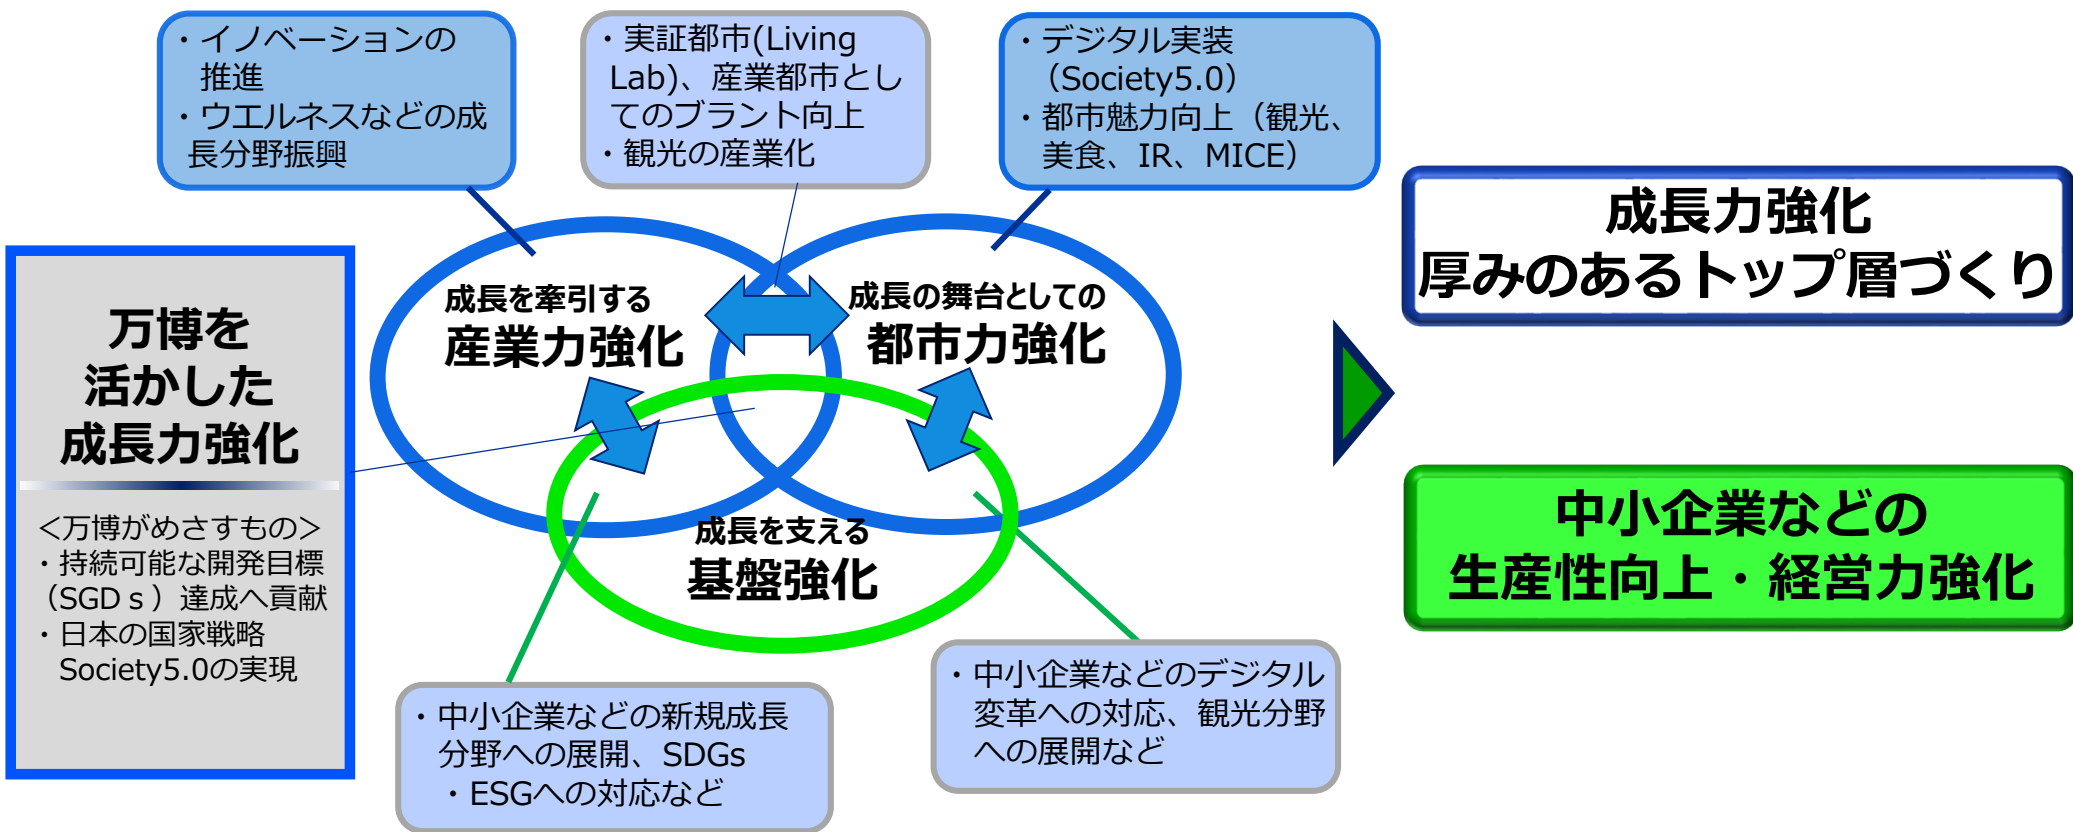 ・イノベーションの
推進
・ウエルネスなどの成
長分野振興
・実証都市(Living
Lab)、産業都市とし
てのブラント向上
・観光の産業化
・デジタル実装
（Society5.0）
・都市魅力向上（観光、
美食、IR、MICE）
万博を
活かした
成長力強化
＜万博がめさすもの＞
・持続可能な開発目標
（SGDｓ）達成へ貢献
・日本の国家戦略
Society5.0の実現
成長を牽引する
産業力強化
成長の舞台としての
都市力強化
成長を支える
基盤強化
・中小企業などの新規成長
分野への展開、SDGs
・ESGへの対応など
・中小企業などのデジタル
変革への対応、観光分野
への展開など
成長力強化
厚みのあるトップ層づくり
中小企業などの
生産性向上・経営力強化